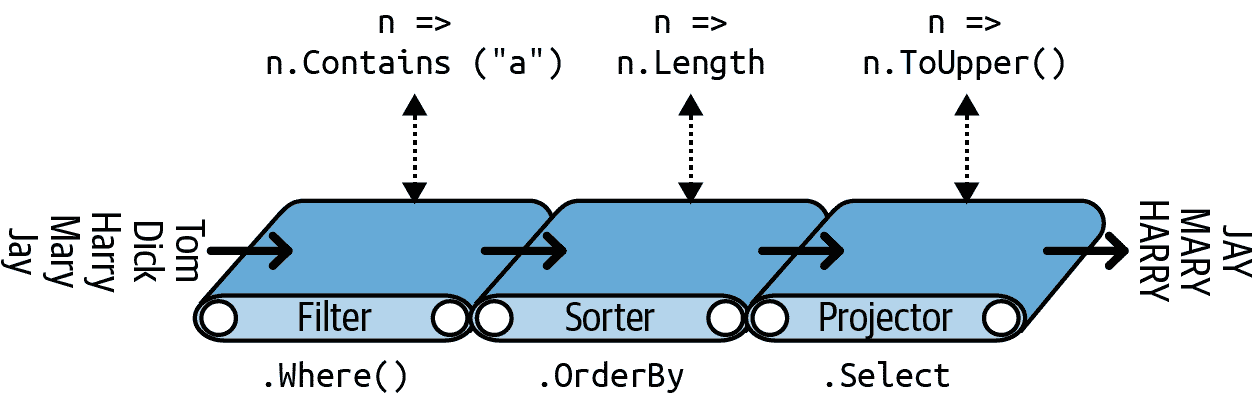 n =>
n.Contains ("a")
n =>
n.Length
n =>
n.ToUpper()
Tom
Dick
Harry
Mary
Jay
JAY
MARY
HARRY
Filter
Sorter
Projector
.Where()
.OrderBy
.Select